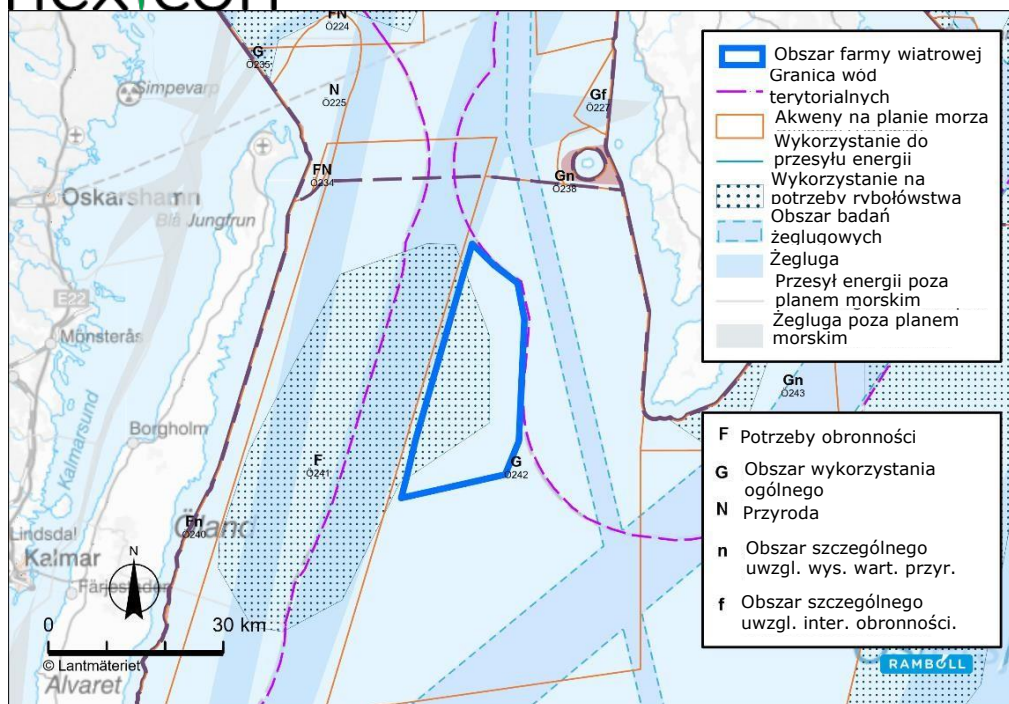 hexicon
FN
Ö224
G
Ö235
Simpevarp
N
Ö225
Gf
Ö227
FN
Ö234
Gn
Ö238
Oskarshamn
Blå Jungfrun
E22
Mönsterås
Kalmarsund
Borgholm
F
Ö241
G
Ö242
Gn
Ö243
Fn
Ö240
Öland
Lindsdal
Kalmar
Färjestaden
N
0 30 km
© Lantmäteriet
Alvaret
Obszar farmy wiatrowej
Granica wód
terytorialnych
Akweny na planie morza
Wykorzystanie do
przesyłu energii
Wykorzystanie na
potrzeby rybołówstwa
Obszar badań
żeglugowych
Żegluga
Przesył energii poza
planem morskim
Żegluga poza planem
morskim
F Potrzeby obronności
G Obszar wykorzystania
ogólnego
N Przyroda
n Obszar szczególnego
uwzgl. wys. wart. przyr.
f Obszar szczególnego
uwzgl. inter. obronności.
RAMBOLL